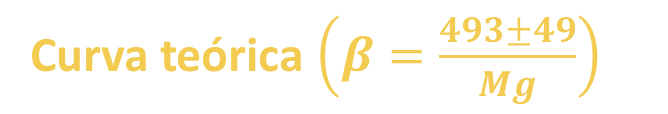 Curva teórica (β = 493±49 / Mg)